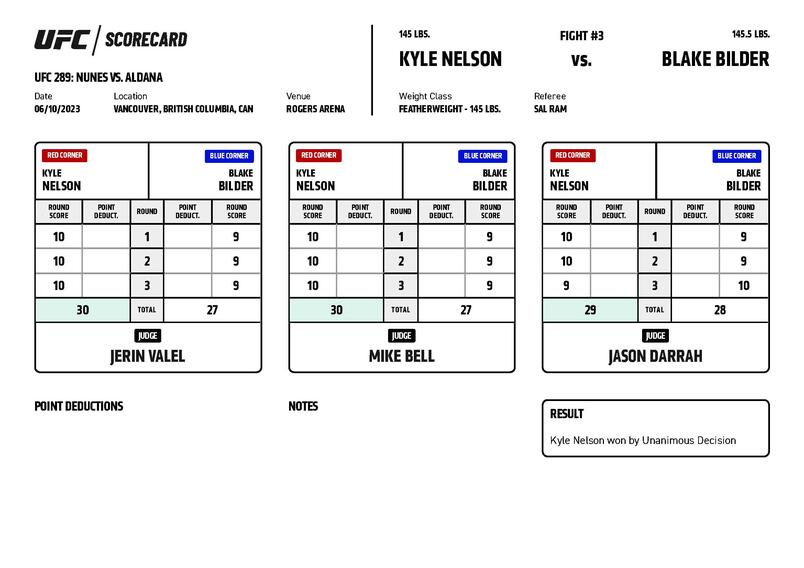 UFC / SCORECARD
UFC 289: NUNES VS. ALDANA
Date Location Venue
06/10/2023 VANCOUVER, BRITISH COLUMBIA, CAN ROGERS ARENA
145 LBS. FIGHT #3 145.5 LBS.
KYLE NELSON VS. BLAKE BILDER
Weight Class Referee
FEATHERWEIGHT - 145 LBS. SAL RAM
RED CORNER BLUE CORNER
KYLE BLAKE
NELSON BILDER
ROUND POINT ROUND POINT ROUND
SCORE DEDUCT. DEDUCT. SCORE
10 1 9
10 2 9
10 3 9
30 TOTAL 27
JUDGE
JERIN VALEL
RED CORNER BLUE CORNER
KYLE BLAKE
NELSON BILDER
ROUND POINT ROUND POINT ROUND
SCORE DEDUCT. DEDUCT. SCORE
10 1 9
10 2 9
10 3 9
30 TOTAL 27
JUDGE
MIKE BELL
RED CORNER BLUE CORNER
KYLE BLAKE
NELSON BILDER
ROUND POINT ROUND POINT ROUND
SCORE DEDUCT. DEDUCT. SCORE
10 1 9
10 2 9
9 3 10
29 TOTAL 28
JUDGE
JASON DARRAH
POINT DEDUCTIONS
NOTES
RESULT
Kyle Nelson won by Unanimous Decision